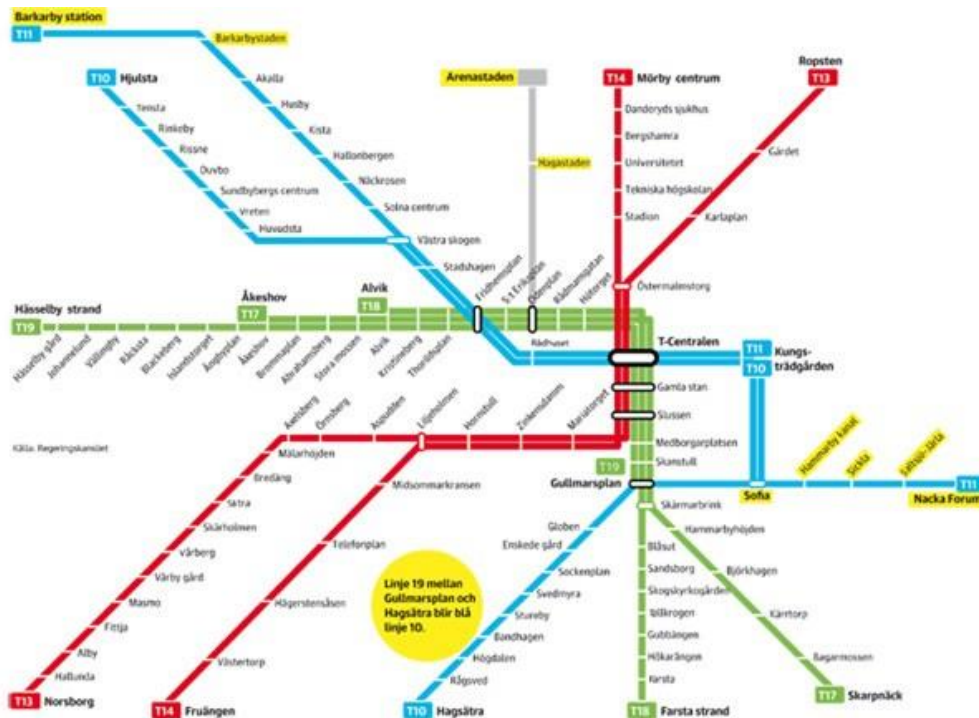 Barkarby station
T11
Barkarbystaden
Akalla
Husby
Kista
Hallonbergen
Näckrosen
Solna centrum
Västra skogen
Stadshagen
T10 Hjulsta
Tensta
Rinkeby
Rissne
Duvbo
Sundbybergs centrum
Vreten
Huvudsta
Arenastaden
Hagastaden
T14 Mörby centrum
Danderyds sjukhus
Bergshamra
Universitetet
Tekniska högskolan
Stadion
Ropsten
T13
Gärdet
Karlaplan
Östermalmstorg
Hässelby strand
T19
Hässelby gård
Johannelund
Vällingby
Råcksta
Blackeberg
Islandstorget
Ängbyplan
Åkeshov
T17
Åkeshov
Brommaplan
Abrahamsberg
Stora mossen
Alvik
T18
Alvik
Kristineberg
Thorildsplan
Fridhemsplan
S:t Eriksplan
Odenplan
Rådmansgatan
Hötorget
Rådhuset
T-Centralen
T11
T10
Kungs-
trädgården
Gamla stan
Slussen
Medborgarplatsen
Skanstull
T19
Gullmarsplan
Skärmarbrink
Sofia
Hammarby kanal
Sickla
Saltsjö-Järla
T11
Nacka Forum
Axelsberg
Örnsberg
Aspudden
Liljeholmen
Hornstull
Zinkensdamm
Mariatorget
Källa: Regeringskansliet
Mälarhöjden
Bredäng
Sätra
Skärholmen
Vårberg
Vårby gård
Masmo
Fittja
Alby
Hallunda
T13 Norsborg
Midsommarkransen
Telefonplan
Hägerstensåsen
Västertorp
T14 Fruängen
Linje 19 mellan
Gullmarsplan och
Hagsätra blir blå
linje 10.
Globen
Enskede gård
Sockenplan
Svedmyra
Stureby
Bandhagen
Högdalen
Rågsved
T10 Hagsätra
Blåsut
Sandsborg
Skogskyrkogården
Tallkrogen
Gubbängen
Hökarängen
Farsta
T18 Farsta strand
Hammarbyhöjden
Björkhagen
Kärrtorp
Bagarmossen
T17 Skarpnäck